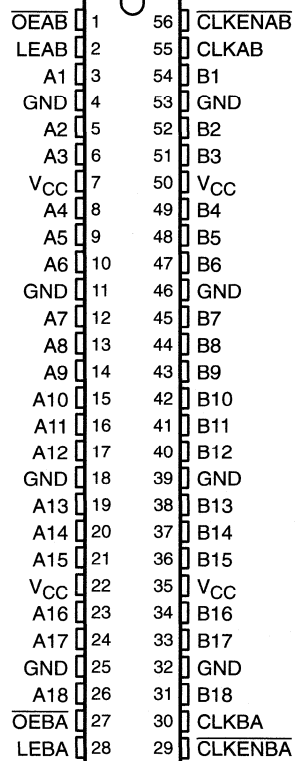 OEAB 1 56 CLKENAB
LEAB 2 55 CLKAB
A1 3 54 B1
GND 4 53 GND
A2 5 52 B2
A3 6 51 B3
VCC 7 50 VCC
A4 8 49 B4
A5 9 48 B5
A6 10 47 B6
GND 11 46 GND
A7 12 45 B7
A8 13 44 B8
A9 14 43 B9
A10 15 42 B10
A11 16 41 B11
A12 17 40 B12
GND 18 39 GND
A13 19 38 B13
A14 20 37 B14
A15 21 36 B15
VCC 22 35 VCC
A16 23 34 B16
A17 24 33 B17
GND 25 32 GND
A18 26 31 B18
OEBA 27 30 CLKBA
LEBA 28 29 CLKENBA